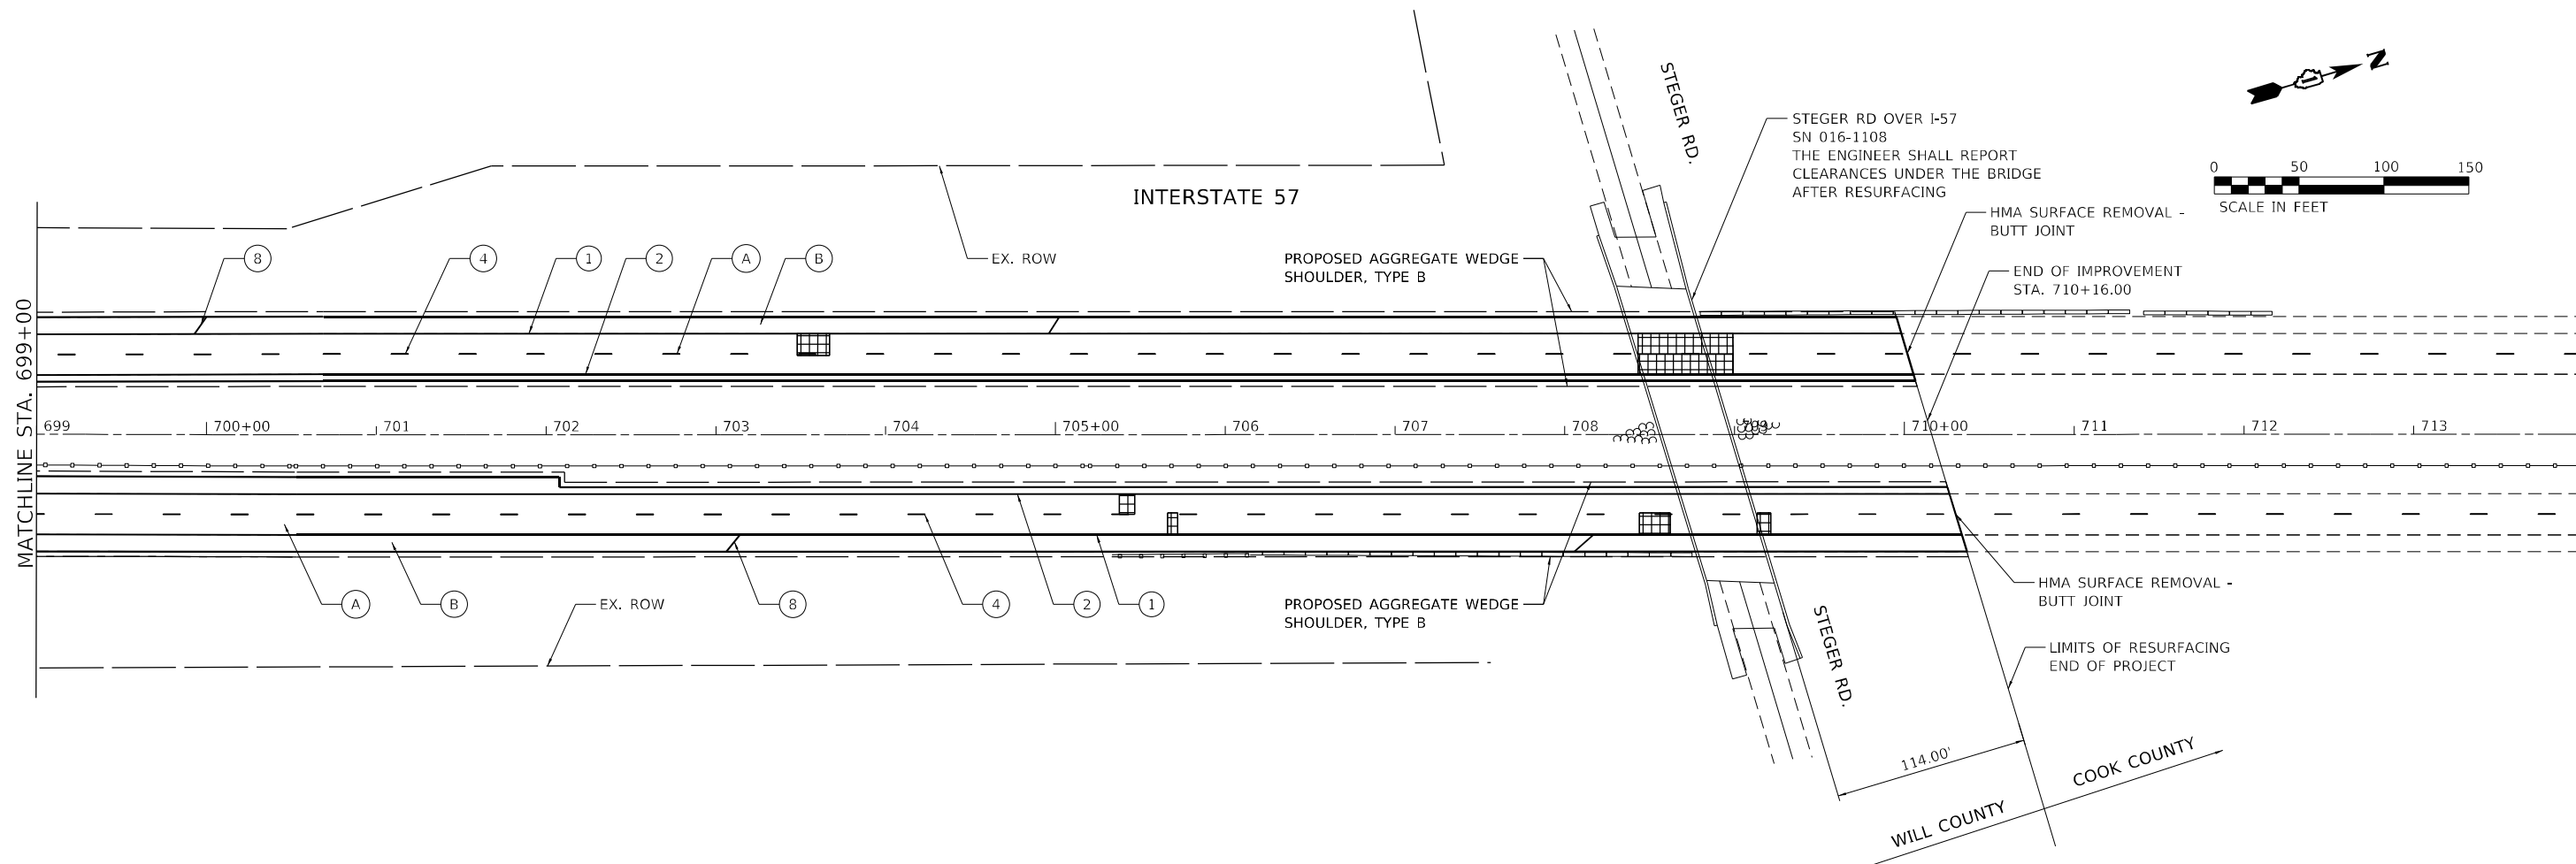 N
0 50 100 150
SCALE IN FEET
STEGER RD.
STEGER RD OVER I-57
SN 016-1108
THE ENGINEER SHALL REPORT
CLEARANCES UNDER THE BRIDGE
AFTER RESURFACING
INTERSTATE 57
HMA SURFACE REMOVAL -
BUTT JOINT
8
4
1
2
A
B
EX. ROW
PROPOSED AGGREGATE WEDGE
SHOULDER, TYPE B
END OF IMPROVEMENT
STA. 710+16.00
MATCHLINE STA. 699+00
699 700+00 701 702 703 704 705+00 706 707 708 709 710+00 711 712 713
A
B
EX. ROW
8
4
2
1
PROPOSED AGGREGATE WEDGE
SHOULDER, TYPE B
STEGER RD.
HMA SURFACE REMOVAL -
BUTT JOINT
LIMITS OF RESURFACING
END OF PROJECT
114.00'
COOK COUNTY
WILL COUNTY